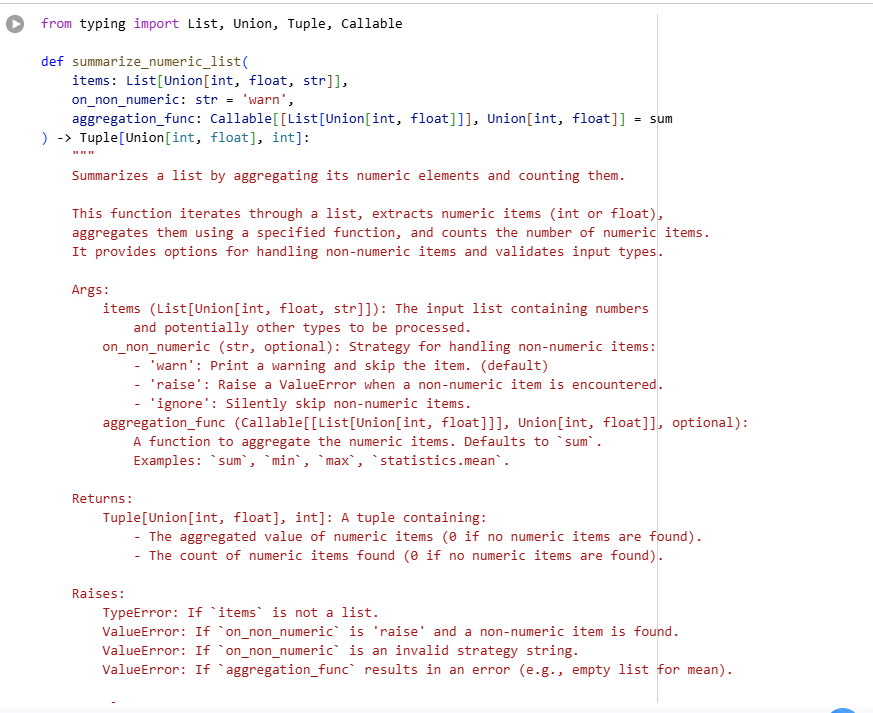 from typing import List, Union, Tuple, Callable

def summarize_numeric_list(
    items: List[Union[int, float, str]],
    on_non_numeric: str = 'warn',
    aggregation_func: Callable[[List[Union[int, float]]], Union[int, float]] = sum
) -> Tuple[Union[int, float], int]:
    """
    Summarizes a list by aggregating its numeric elements and counting them.

    This function iterates through a list, extracts numeric items (int or float),
    aggregates them using a specified function, and counts the number of numeric items.
    It provides options for handling non-numeric items and validates input types.

    Args:
        items (List[Union[int, float, str]]): The input list containing numbers
            and potentially other types to be processed.
        on_non_numeric (str, optional): Strategy for handling non-numeric items:
            - 'warn': Print a warning and skip the item. (default)
            - 'raise': Raise a ValueError when a non-numeric item is encountered.
            - 'ignore': Silently skip non-numeric items.
        aggregation_func (Callable[[List[Union[int, float]]], Union[int, float]], optional):
            A function to aggregate the numeric items. Defaults to `sum`.
            Examples: `sum`, `min`, `max`, `statistics.mean`.

    Returns:
        Tuple[Union[int, float], int]: A tuple containing:
            - The aggregated value of numeric items (0 if no numeric items are found).
            - The count of numeric items found (0 if no numeric items are found).

    Raises:
        TypeError: If `items` is not a list.
        ValueError: If `on_non_numeric` is 'raise' and a non-numeric item is found.
        ValueError: If `on_non_numeric` is an invalid strategy string.
        ValueError: If `aggregation_func` results in an error (e.g., empty list for mean).